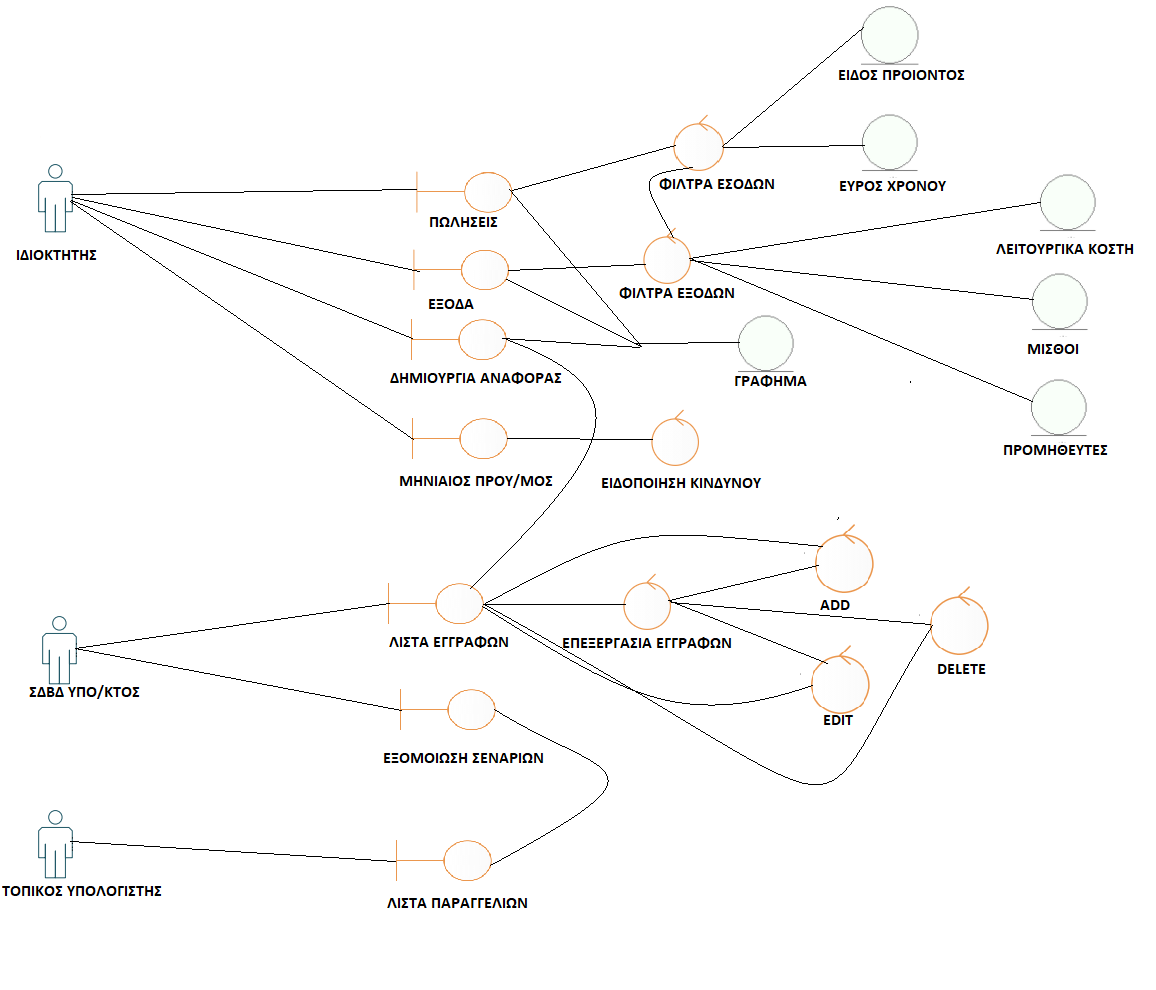 ΕΙΔΟΣ ΠΡΟΙΟΝΤΟΣ
ΦΙΛΤΡΑ ΕΣΟΔΩΝ
ΕΥΡΟΣ ΧΡΟΝΟΥ
ΠΩΛΗΣΕΙΣ
ΙΔΙΟΚΤΗΤΗΣ
ΛΕΙΤΟΥΡΓΙΚΑ ΚΟΣΤΗ
ΕΞΟΔΑ
ΦΙΛΤΡΑ ΕΞΟΔΩΝ
ΜΙΣΘΟΙ
ΔΗΜΙΟΥΡΓΙΑ ΑΝΑΦΟΡΑΣ
ΓΡΑΦΗΜΑ
ΠΡΟΜΗΘΕΥΤΕΣ
ΜΗΝΙΑΙΟΣ ΠΡΟΥ/ΜΟΣ
ΕΙΔΟΠΟΙΗΣΗ ΚΙΝΔΥΝΟΥ
ADD
ΛΙΣΤΑ ΕΓΓΡΑΦΩΝ
ΕΠΕΞΕΡΓΑΣΙΑ ΕΓΓΡΑΦΩΝ
DELETE
ΣΔΒΔ ΥΠΟ/ΚΤΟΣ
EDIT
ΕΞΟΜΟΙΩΣΗ ΣΕΝΑΡΙΩΝ
ΤΟΠΙΚΟΣ ΥΠΟΛΟΓΙΣΤΗΣ
ΛΙΣΤΑ ΠΑΡΑΓΓΕΛΙΩΝ